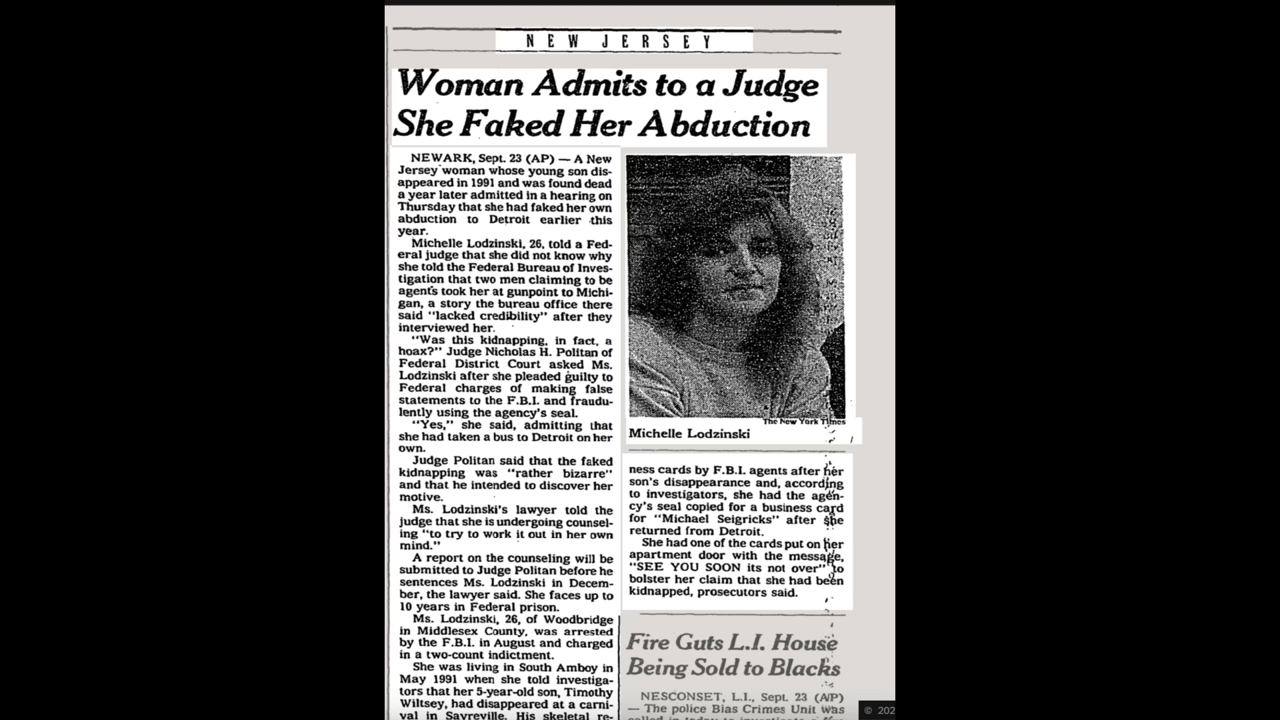 NEW JERSEY
Woman Admits to a Judge
She Faked Her Abduction
NEWARK, Sept. 23 (AP) — A New
Jersey woman whose young son dis-
appeared in 1991 and was found dead
a year later admitted in a hearing on
Thursday that she had faked her own
abduction to Detroit earlier this
year.
Michelle Lodzinski, 26, told a Fed-
eral judge that she did not know why
she told the Federal Bureau of Inves-
tigation that two men claiming to be
agents took her at gunpoint to Michi-
gan, a story the bureau office there
said "lacked credibility" after they
interviewed her.
"Was this kidnapping, in fact, a
hoax?" Judge Nicholas H. Politan of
Federal District Court asked Ms.
Lodzinski after she pleaded guilty to
Federal charges of making false
statements to the F.B.I. and fraudu-
lently using the agency's seal.
"Yes," she said, admitting that
she had taken a bus to Detroit on her
own.
Judge Politan said that the faked
kidnapping was "rather bizarre"
and that he intended to discover her
motive.
Ms. Lodzinski's lawyer told the
judge that she is undergoing counsel-
ing "to try to work it out in her own
mind."
A report on the counseling will be
submitted to Judge Politan before he
sentences Ms. Lodzinski in Decem-
ber, the lawyer said. She faces up to
10 years in Federal prison.
Ms. Lodzinski, 26, of Woodbridge
in Middlesex County, was arrested
by the F.B.I. in August and charged
in a two-count indictment.
She was living in South Amboy in
May 1991 when she told investiga-
tors that her 5-year-old son, Timothy
Wiltsey, had disappeared at a carni-
val in Sayreville. His skeletal re-
The New York Times
Michelle Lodzinski
ness cards by F.B.I. agents after her
son's disappearance and, according
to investigators, she had the agen-
cy's seal copied for a business card
for "Michael Seigricks" after she
returned from Detroit.
She had one of the cards put on her
apartment door with the message,
"SEE YOU SOON its not over" to
bolster her claim that she had been
kidnapped, prosecutors said.
Fire Guts L.I. House
Being Sold to Blacks
NESCONSET, L.I., Sept. 23 (AP)
— The police Bias Crimes Unit was
© 202